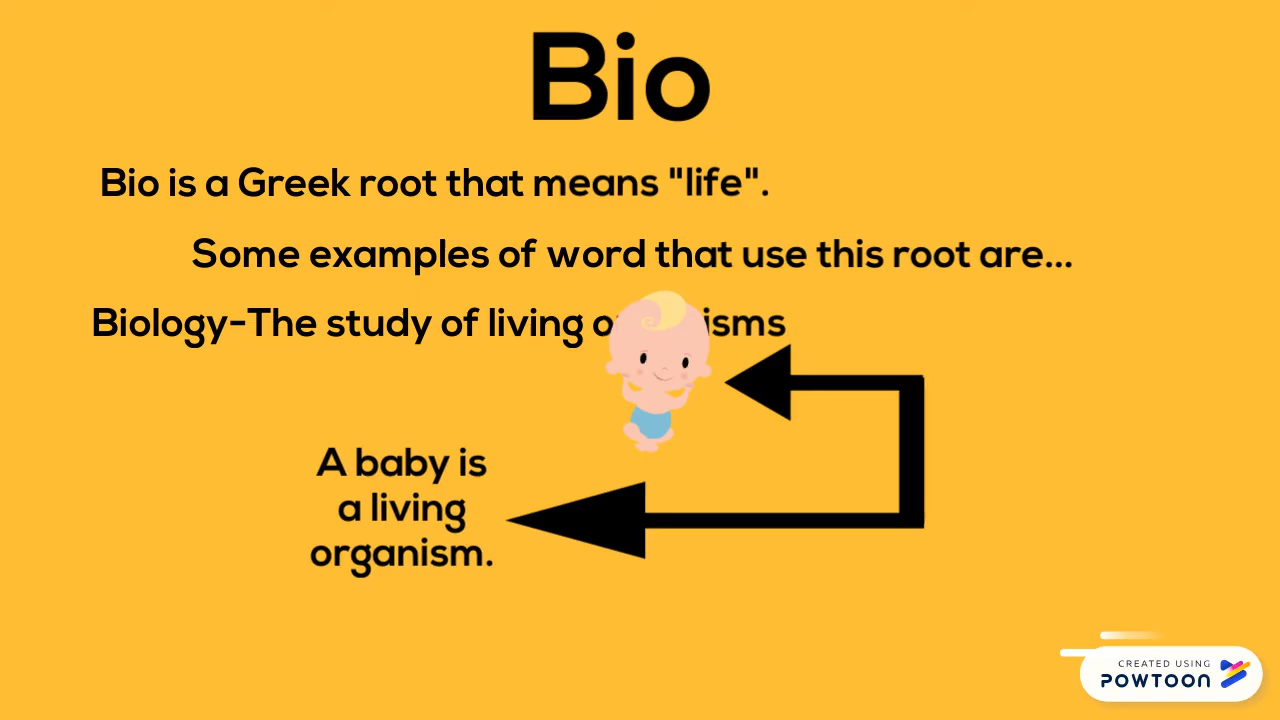 Bio
Bio is a Greek root that means "life".
Some examples of word that use this root are...
Biology-The study of living isms
A baby is
a living
organism.
CREATED USING
POWTOON